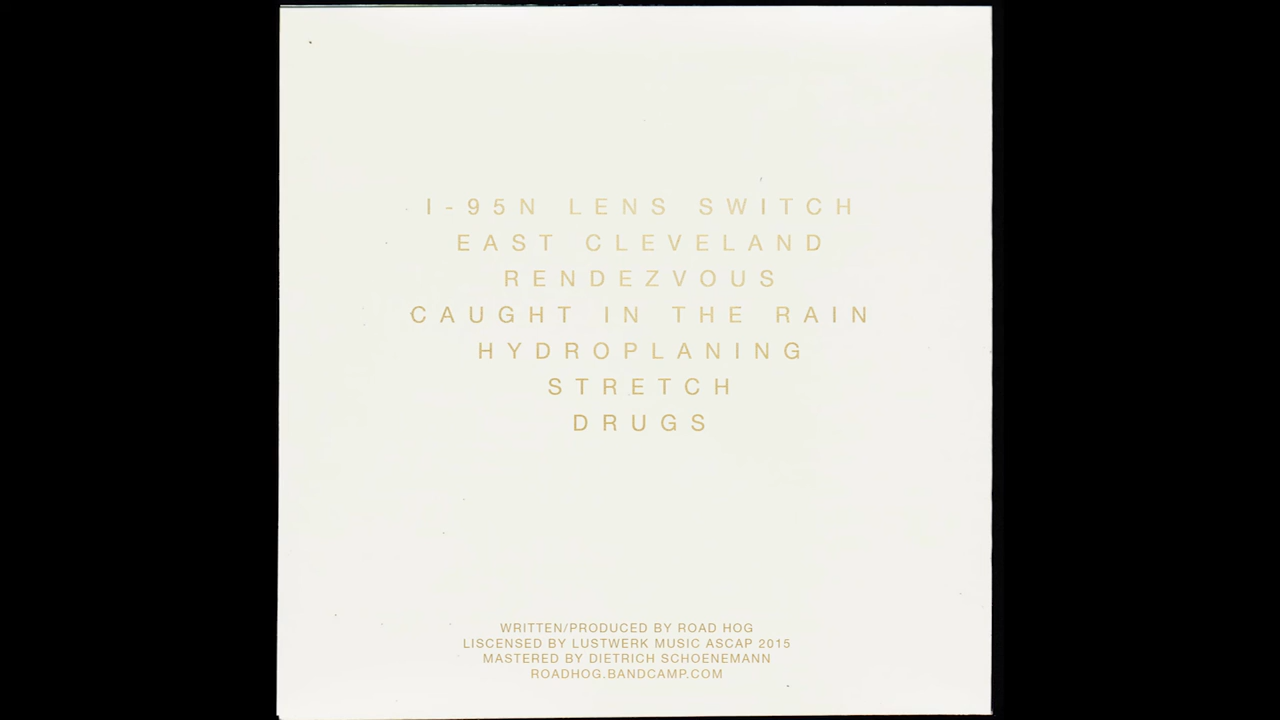 I-95N LENS SWITCH
EAST CLEVELAND
RENDEZVOUS
CAUGHT IN THE RAIN
HYDROPLANING
STRETCH
DRUGS
WRITTEN/PRODUCED BY ROAD HOG
LISCENSED BY LUSTWERK MUSIC ASCAP 2015
MASTERED BY DIETRICH SCHOENEMANN
ROADHOG.BANDCAMP.COM